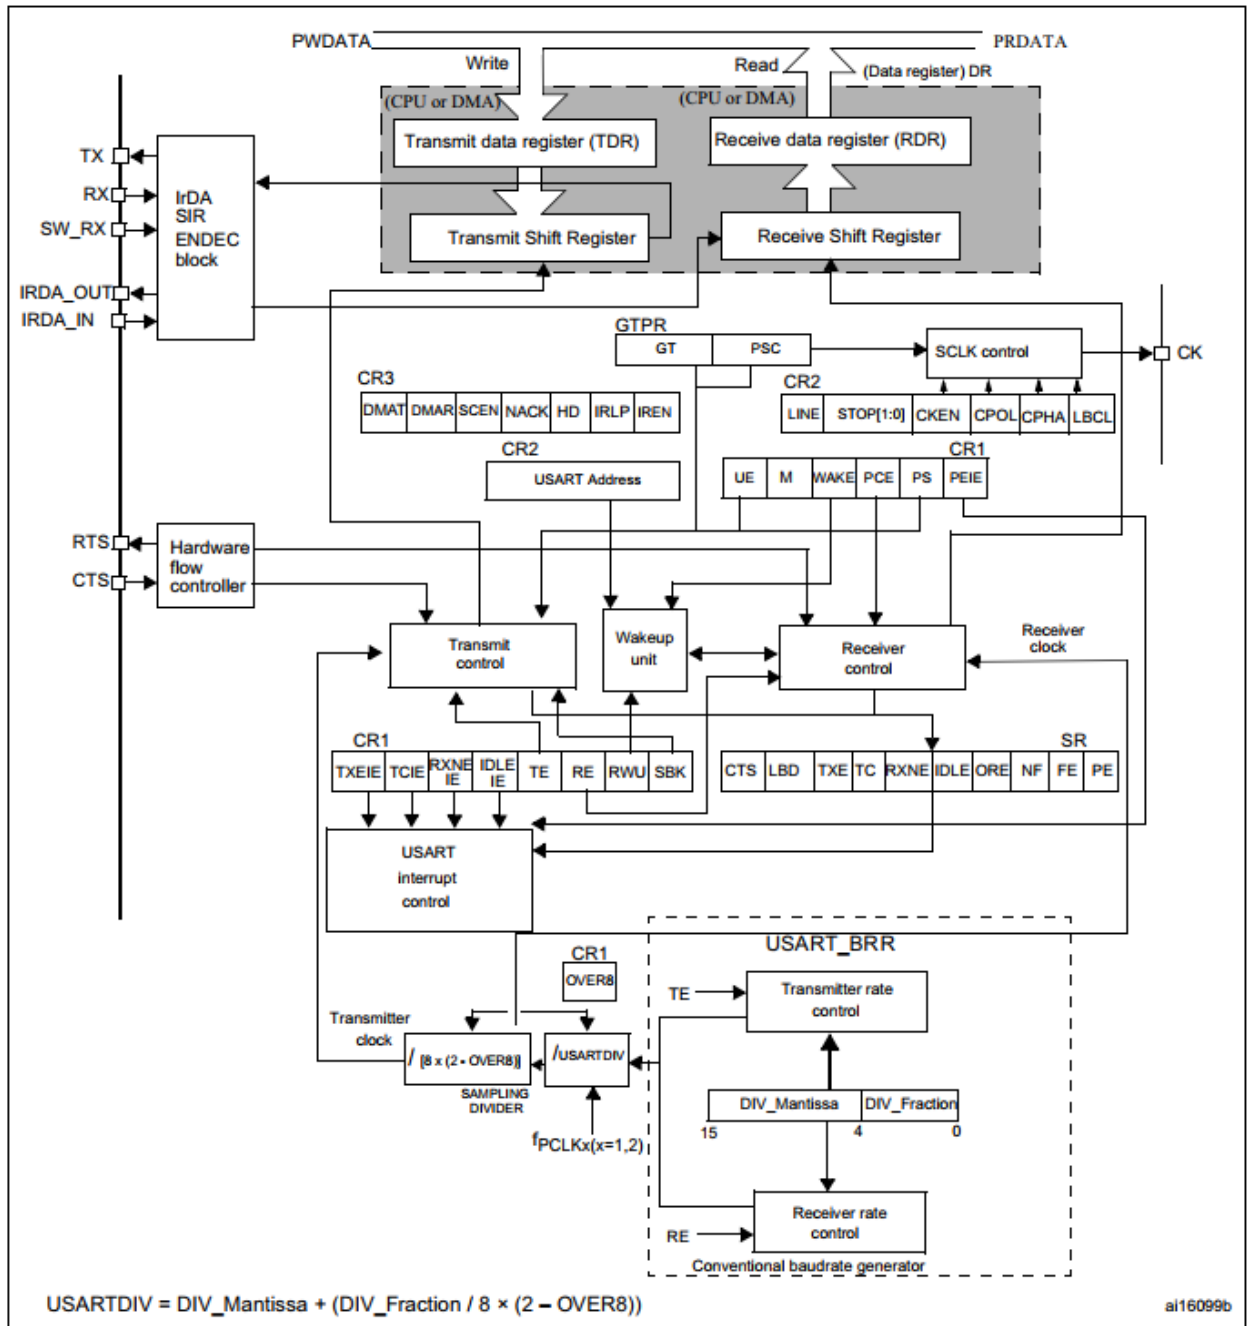 PWDATA
PRDATA
Write
Read
(Data register) DR
(CPU or DMA)
(CPU or DMA)
Transmit data register (TDR)
Receive data register (RDR)
TX
RX
SW_RX
IrDA
SIR
ENDEC
block
Transmit Shift Register
Receive Shift Register
IRDA_OUT
IRDA_IN
GTPR
GT
PSC
SCLK control
CK
CR3
DMAT
DMAR
SCEN
NACK
HD
IRLP
IREN
CR2
LINE
STOP[1:0]
CKEN
CPOL
CPHA
LBCL
CR2
USART Address
CR1
UE
M
WAKE
PCE
PS
PEIE
RTS
CTS
Hardware
flow
controller
Transmit
control
Wakeup
unit
Receiver
control
Receiver
clock
CR1
TXEIE
TCIE
RXNE
IE
IDLE
IE
TE
RE
RWU
SBK
SR
CTS
LBD
TXE
TC
RXNE
IDLE
ORE
NF
FE
PE
USART
interrupt
control
USART_BRR
CR1
OVER8
TE
Transmitter rate
control
Transmitter
clock
/ [8 x (2 - OVER8)]
/USARTDIV
SAMPLING
DIVIDER
fPCLKx(x=1,2)
DIV_Mantissa
DIV_Fraction
15
4
0
RE
Receiver rate
control
Conventional baudrate generator
USARTDIV = DIV_Mantissa + (DIV_Fraction / 8 × (2 – OVER8))
ai16099b